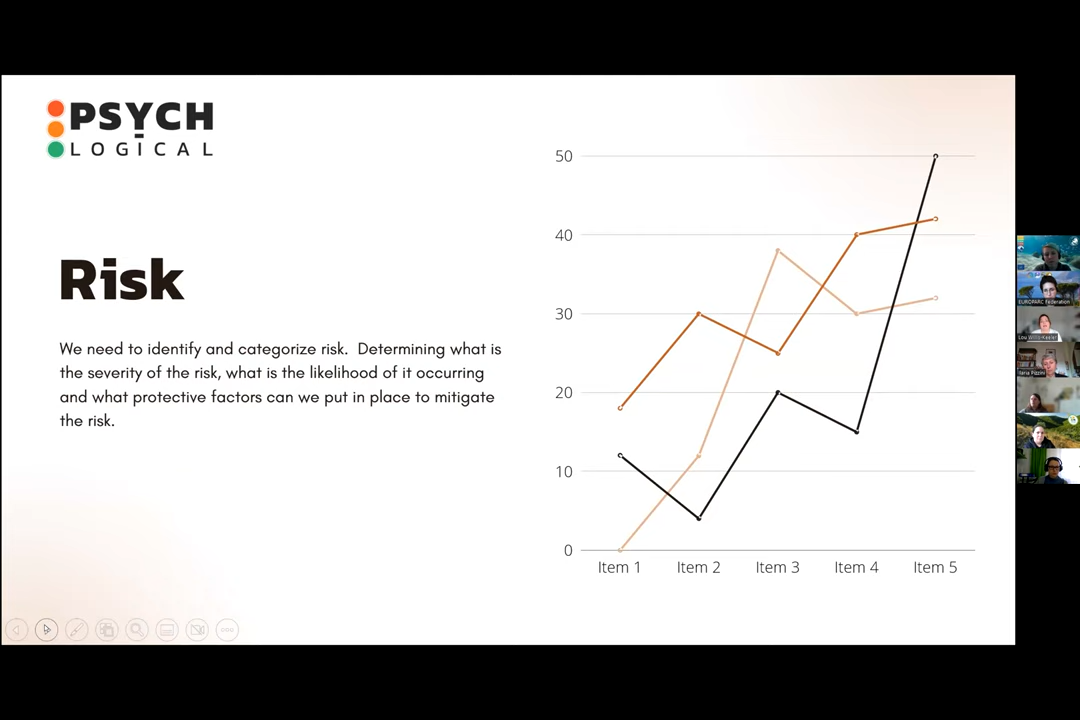 PSYCH
LOGICAL
Risk
We need to identify and categorize risk.  Determining what is
the severity of the risk, what is the likelihood of it occurring
and what protective factors can we put in place to mitigate
the risk.
50
40
30
20
10
0
Item 1
Item 2
Item 3
Item 4
Item 5
EUROPARC Federation
Ilaria Pizzini